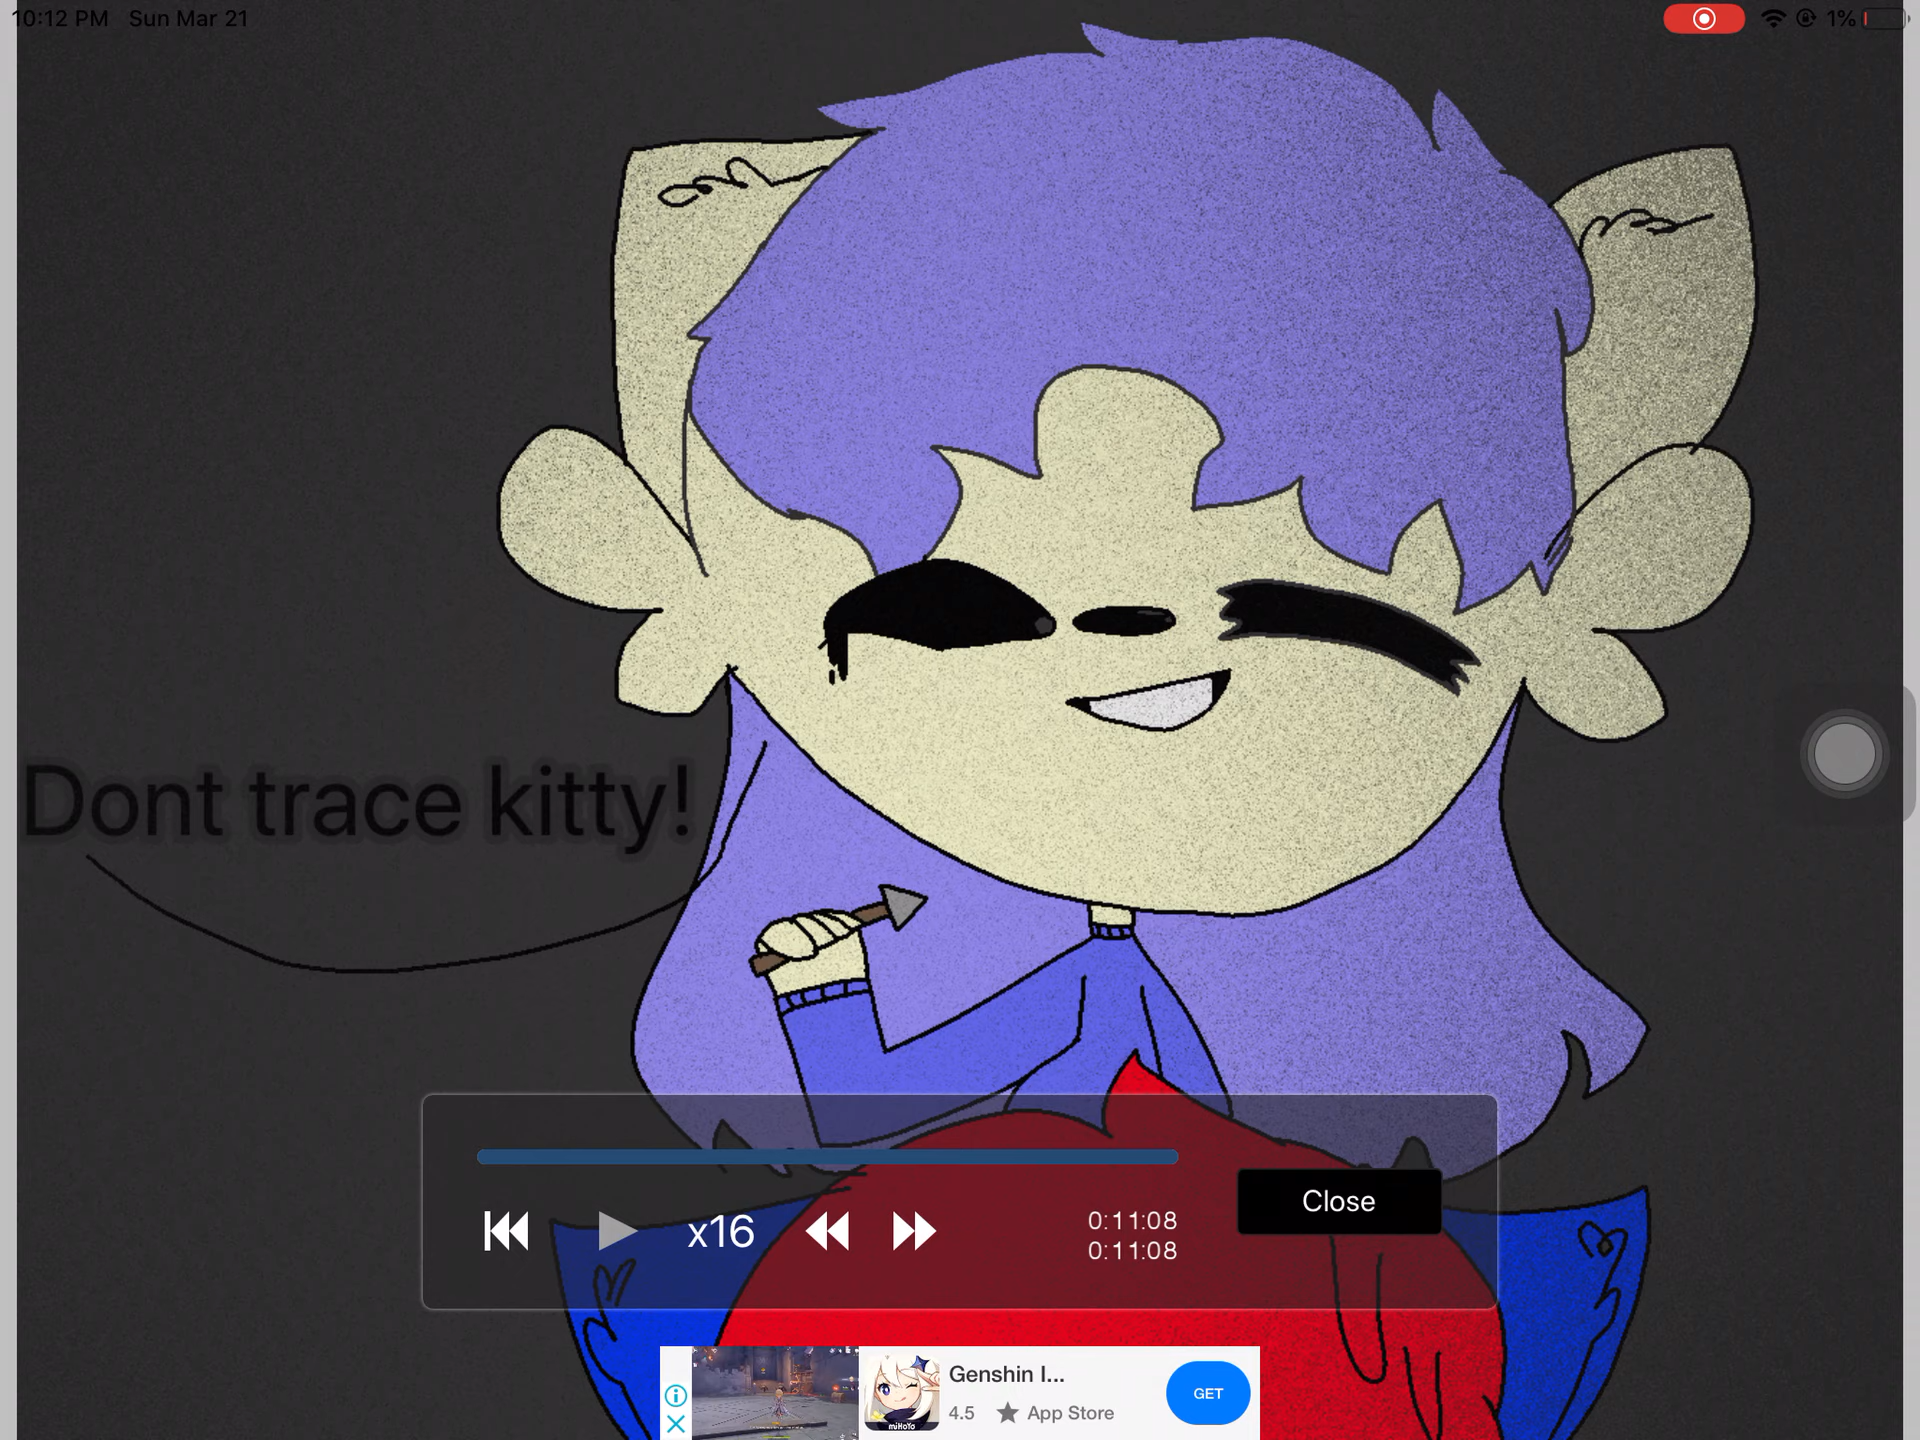 10:12 PM Sun Mar 21
1%
Dont trace kitty!
x16
0:11:08
0:11:08
Close
Genshin I...
4.5 App Store
GET
miHoYo